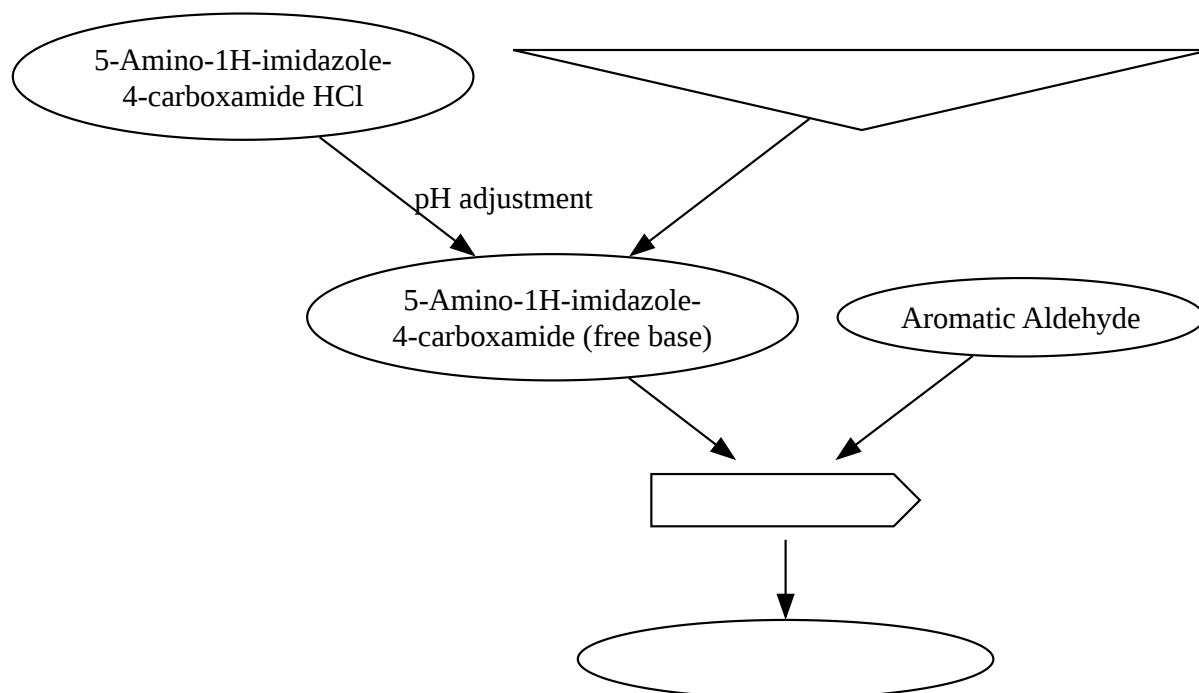 5-Amino-1H-imidazole-
4-carboxamide HCl
pH adjustment
5-Amino-1H-imidazole-
4-carboxamide (free base)
Aromatic Aldehyde